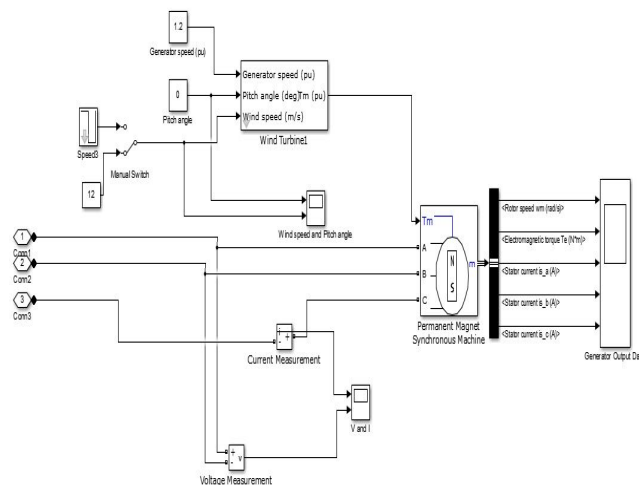 1.2
Generator speed (pu)
Generator speed (pu)
0
Pitch angle (deg)
Tm (pu)
Pitch angle
Wind speed (m/s)
Wind Turbine1
Speed3
Manual Switch
12
Wind speed and Pitch angle
1
Conn1
2
Conn2
3
Conn3
Tm
A
B
C
m
N
S
Permanent Magnet
Synchronous Machine
<Rotor speed wm (rad/s)>
<Electromagnetic torque Te (N*m)>
<Stator current is_a (A)>
<Stator current is_b (A)>
<Stator current is_c (A)>
Generator Output Da
+
-
i
Current Measurement
V and I
+
-
v
Voltage Measurement